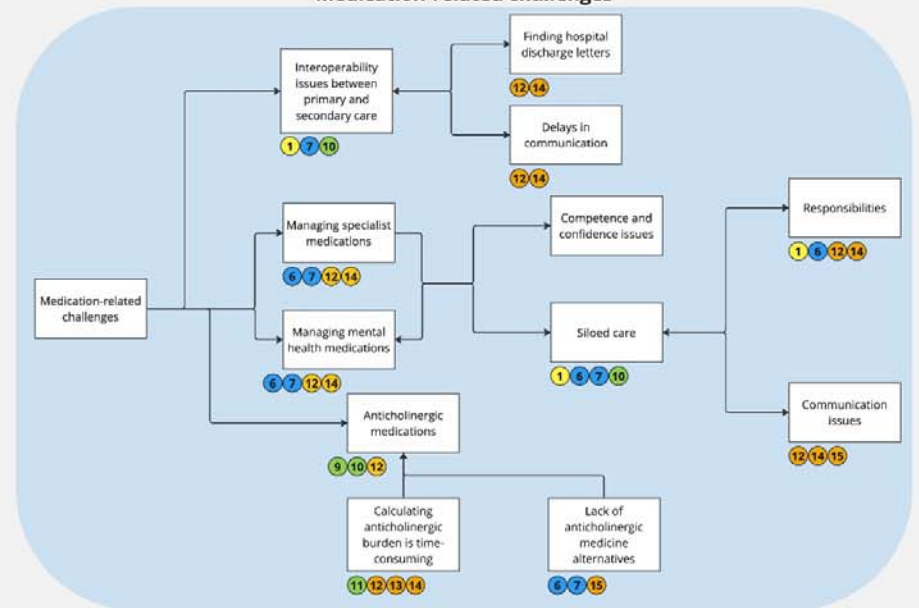 Medication-related challenges
Finding hospital
discharge letters
12 14
Interoperability
issues between
primary and
secondary care
1 7 10
Delays in
communication
12 14
Managing specialist
medications
6 7 12 14
Competence and
confidence issues
Responsibilities
1 6 12 14
Medication-related
challenges
Managing mental
health medications
6 7 12 14
Siloed care
1 6 7 10
Anticholinergic
medications
9 10 12
Communication
issues
12 14 15
Calculating
anticholinergic
burden is time-
consuming
11 12 13 14
Lack of
anticholinergic
medicine
alternatives
6 7 15